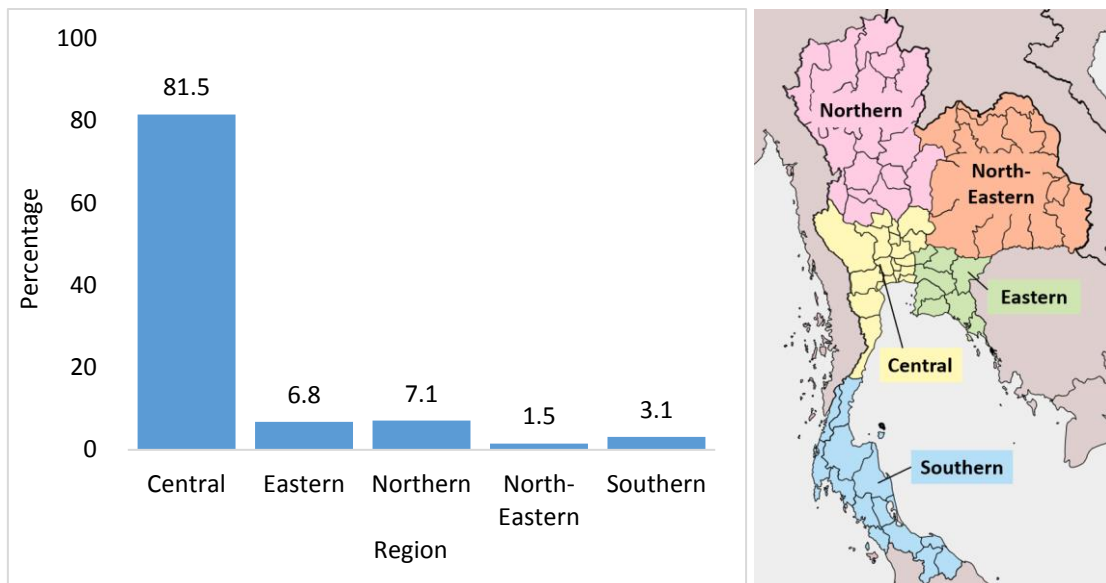 100
80
60
40
20
0
Percentage
81.5
6.8
7.1
1.5
3.1
Central
Eastern
Northern
North-
Eastern
Southern
Region
Northern
North-
Eastern
Eastern
Central
Southern